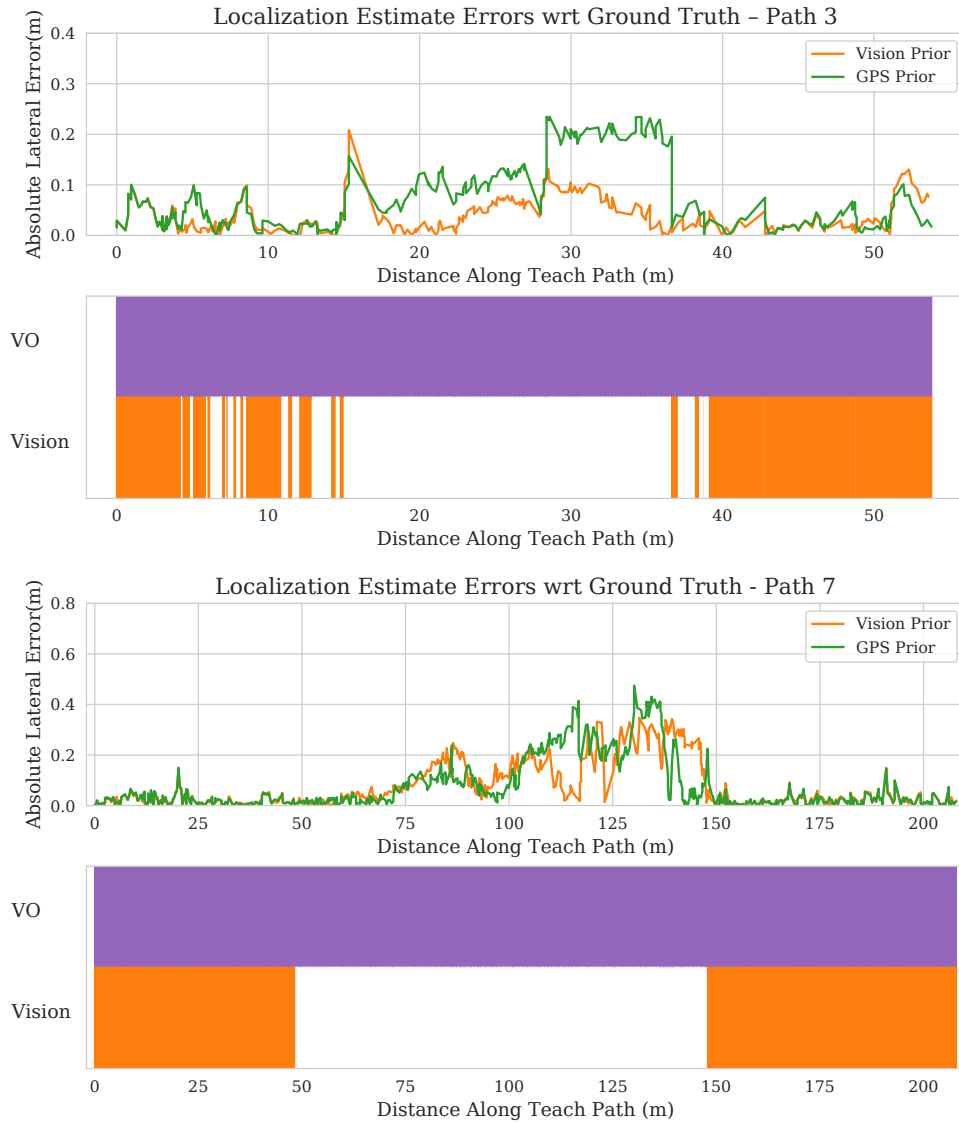 Localization Estimate Errors wrt Ground Truth – Path 3
Absolute Lateral Error(m)
0.4
0.3
0.2
0.1
0.0
Vision Prior
GPS Prior
0 10 20 30 40 50
Distance Along Teach Path (m)
VO
Vision
0 10 20 30 40 50
Distance Along Teach Path (m)
Localization Estimate Errors wrt Ground Truth - Path 7
Absolute Lateral Error(m)
0.8
0.6
0.4
0.2
0.0
Vision Prior
GPS Prior
0 25 50 75 100 125 150 175 200
Distance Along Teach Path (m)
VO
Vision
0 25 50 75 100 125 150 175 200
Distance Along Teach Path (m)